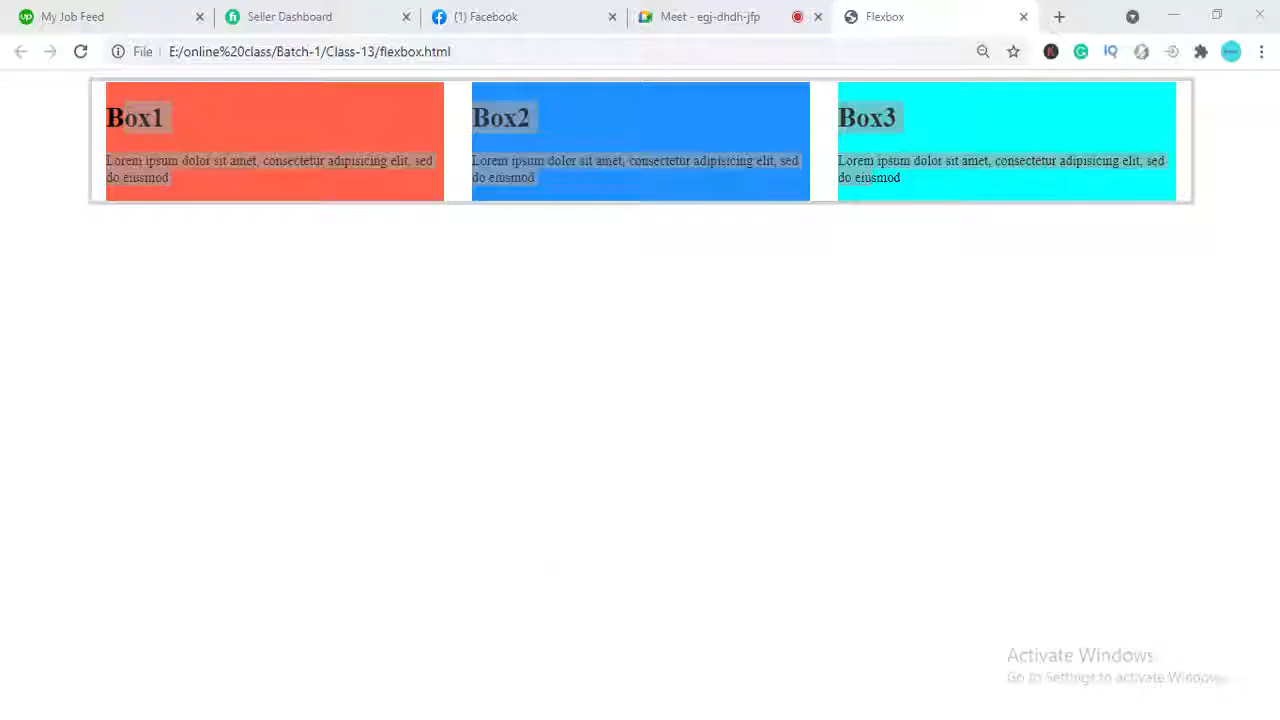 My Job Feed
Seller Dashboard
(1) Facebook
Meet - egj-dhdh-jfp
Flexbox
File
E:/online%20class/Batch-1/Class-13/flexbox.html
IQ
Box1
Lorem ipsum dolor sit amet, consectetur adipisicing elit, sed
do eiusmod
Box2
Lorem ipsum dolor sit amet, consectetur adipisicing elit, sed
do eiusmod
Box3
Lorem ipsum dolor sit amet, consectetur adipisicing elit, sed
do eiusmod
Activate Windows
Go to Settings to activate Windows.